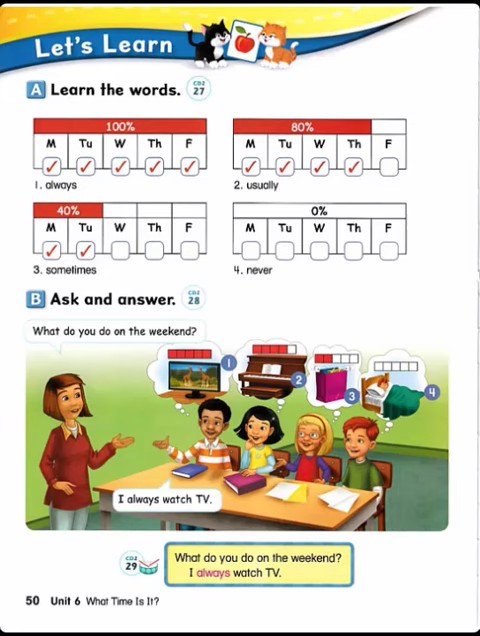 Let's Learn
A Learn the words. CD2 27
100%
M Tu W Th F
1. always
80%
M Tu W Th F
2. usually
40%
M Tu W Th F
3. sometimes
0%
M Tu W Th F
4. never
B Ask and answer. CD2 28
What do you do on the weekend?
1
2
3
4
I always watch TV.
CD2 29
What do you do on the weekend?
I always watch TV.
50 Unit 6 What Time Is It?